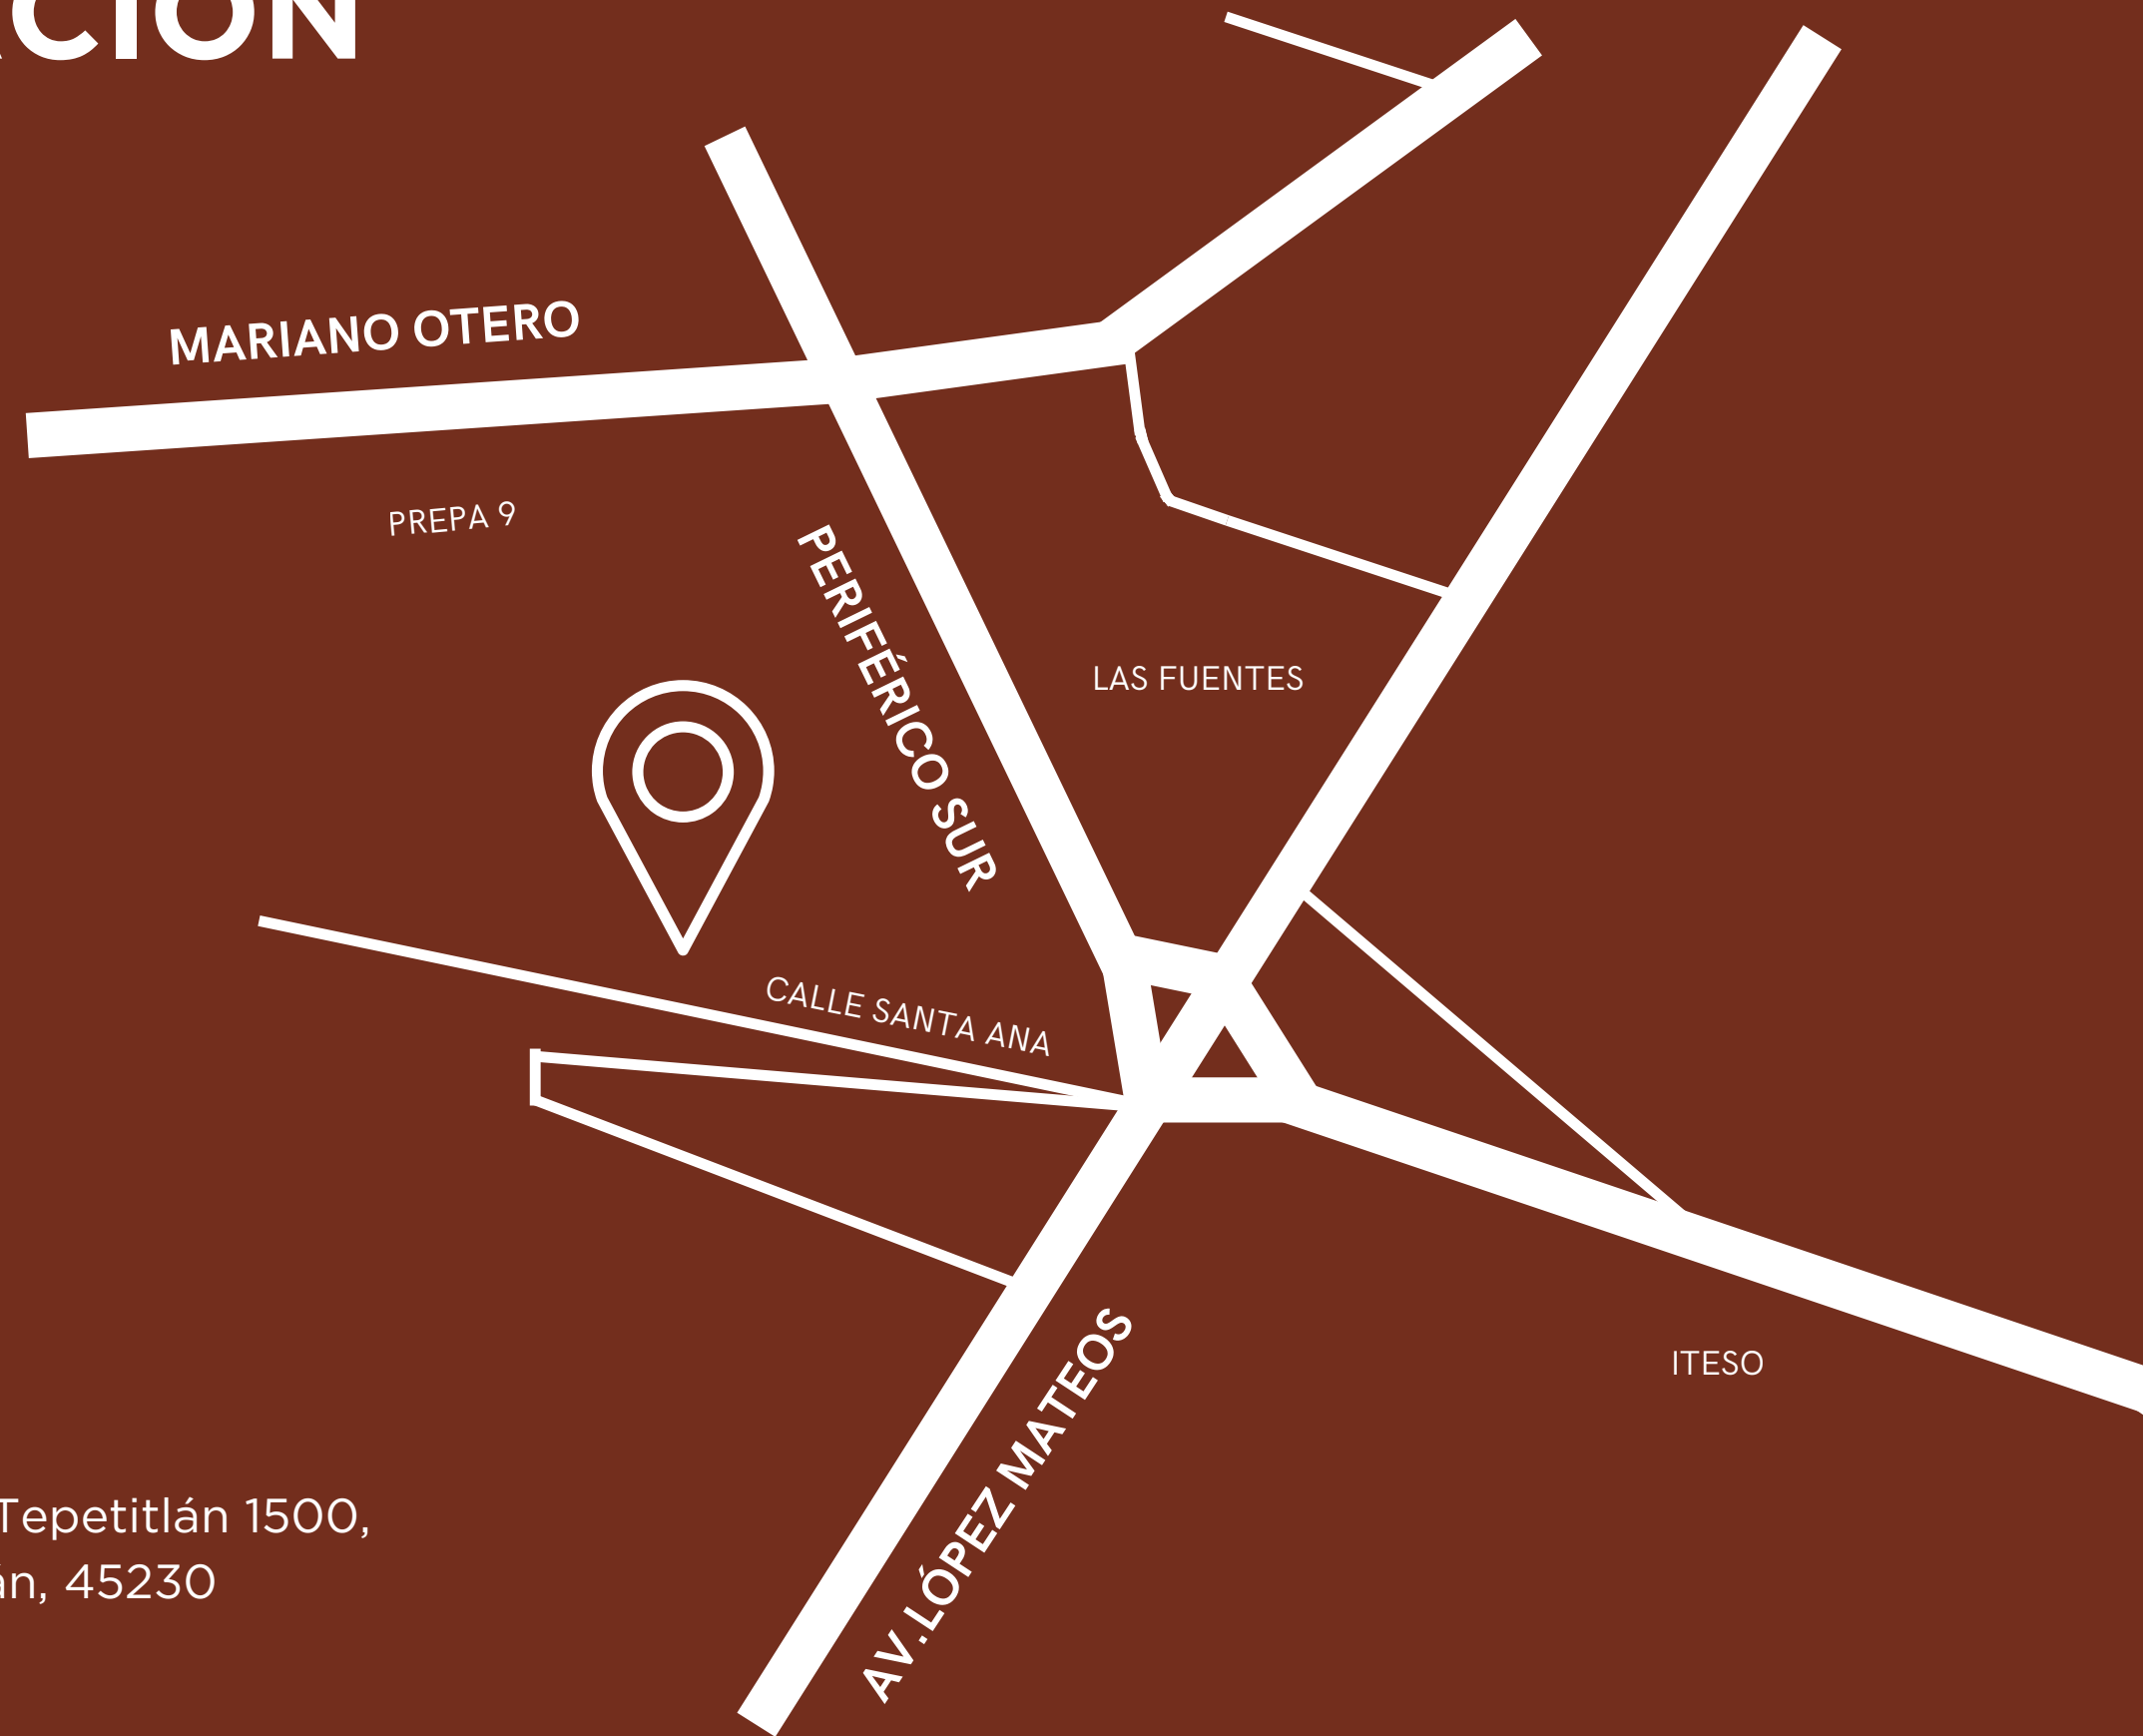 CIÓN
MARIANO OTERO
PREPA 9
PERIFÉRICO SUR
LAS FUENTES
CALLE SANTA ANA
ITESO
AV. LÓPEZ MATEOS
Tepetitlán 1500,
án, 45230